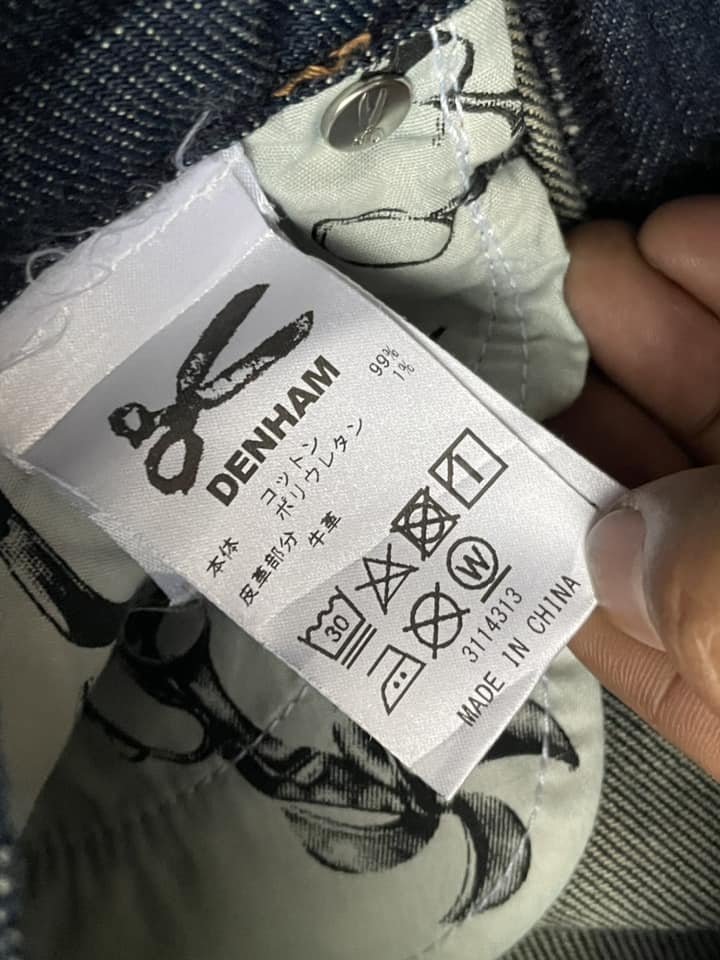 DENHAM
本体 コットン 99%
ポリウレタン 1%
皮革部分 牛革
30
W
3114313
MADE IN CHINA